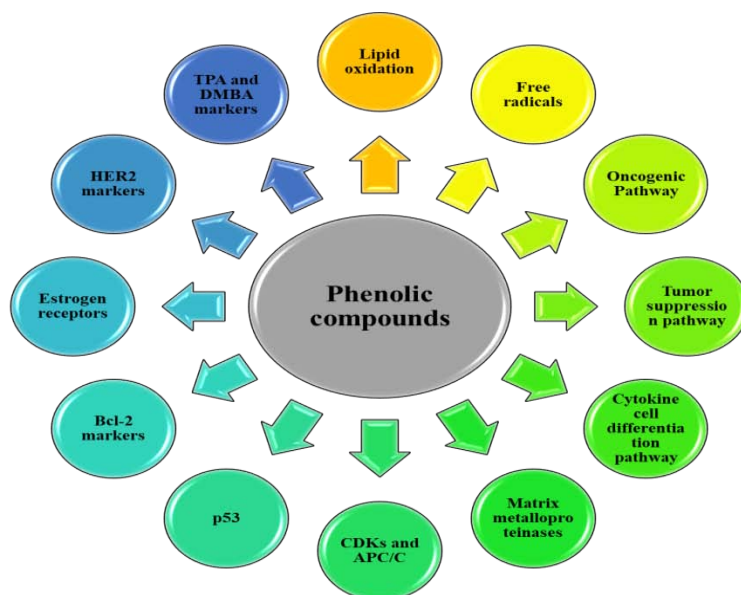 Lipid
oxidation
Free
radicals
Oncogenic
Pathway
Tumor
suppressio
n pathway
Cytokine
cell
differentia
tion
pathway
Matrix
metallopro
teinases
CDKs and
APC/C
p53
Bcl-2
markers
Estrogen
receptors
HER2
markers
TPA and
DMBA
markers
Phenolic
compounds